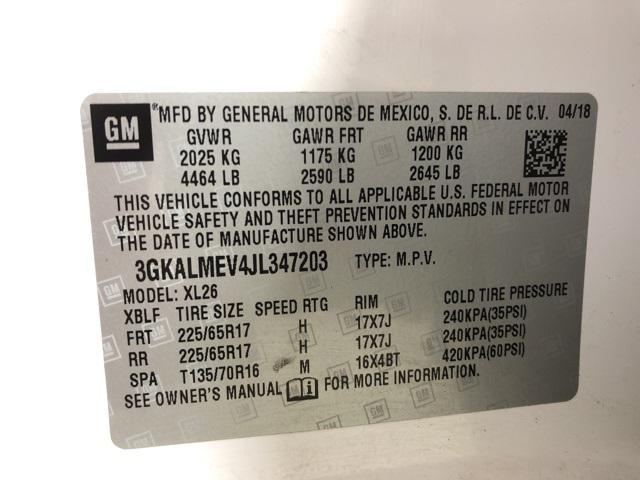 GM
®MFD BY GENERAL MOTORS DE MEXICO, S. DE R.L. DE C.V. 04/18
GVWR GAWR FRT GAWR RR
2025 KG 1175 KG 1200 KG
4464 LB 2590 LB 2645 LB
THIS VEHICLE CONFORMS TO ALL APPLICABLE U.S. FEDERAL MOTOR
VEHICLE SAFETY AND THEFT PREVENTION STANDARDS IN EFFECT ON
THE DATE OF MANUFACTURE SHOWN ABOVE.
3GKALMEV4JL347203 TYPE: M.P.V.
MODEL: XL26
XBLF TIRE SIZE SPEED RTG RIM COLD TIRE PRESSURE
FRT 225/65R17 H 17X7J 240KPA(35PSI)
RR 225/65R17 H 17X7J 240KPA(35PSI)
SPA T135/70R16 M 16X4BT 420KPA(60PSI)
SEE OWNER'S MANUAL FOR MORE INFORMATION.